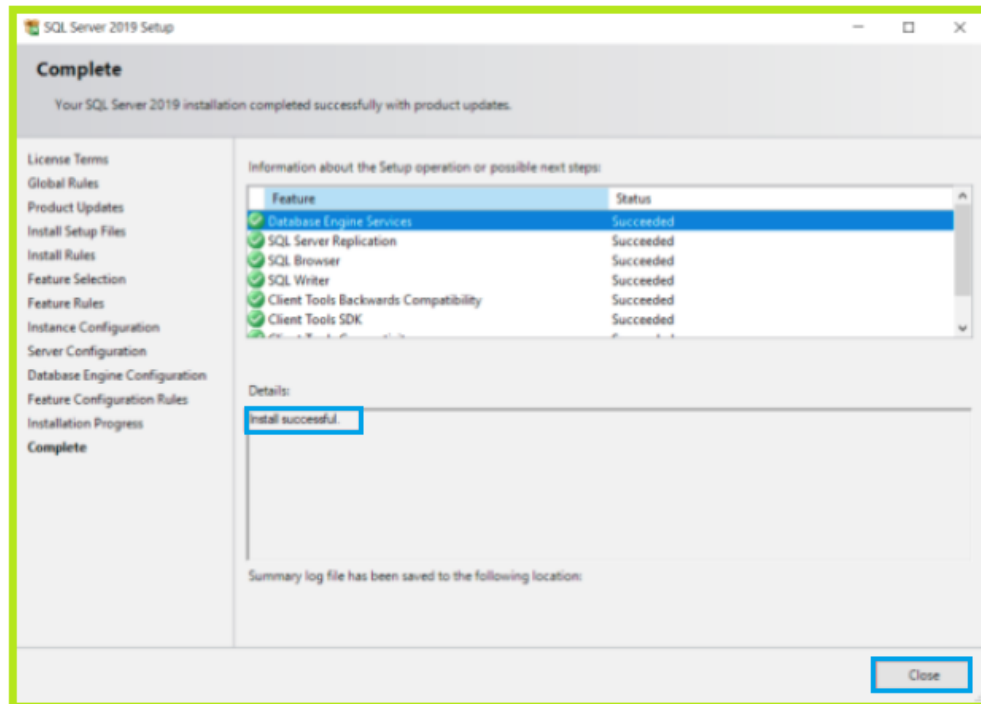 SQL Server 2019 Setup
Complete
Your SQL Server 2019 installation completed successfully with product updates.
License Terms
Global Rules
Product Updates
Install Setup Files
Install Rules
Feature Selection
Feature Rules
Instance Configuration
Server Configuration
Database Engine Configuration
Feature Configuration Rules
Installation Progress
Complete
Information about the Setup operation or possible next steps:
Feature Status
Database Engine Services Succeeded
SQL Server Replication Succeeded
SQL Browser Succeeded
SQL Writer Succeeded
Client Tools Backwards Compatibility Succeeded
Client Tools SDK Succeeded
Details:
Install successful.
Summary log file has been saved to the following location:
Close